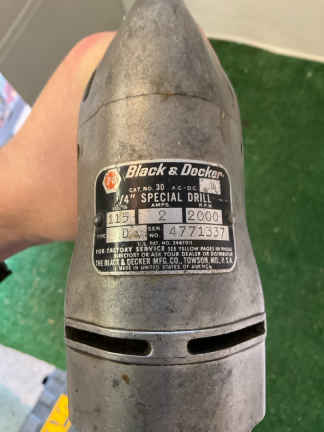 Black & Decker
CAT. NO. 30 A.C.-D.C.
1/4" SPECIAL DRILL
VOLTS AMPS. R.P.M.
115 2 2000
TYPE SER. NO. 4771337
U.S. PAT. NO.
FOR FACTORY SERVICE SEE YELLOW PAGES IN PHONE
DIRECTORY OR ASK YOUR DEALER OR DISTRIBUTOR
THE BLACK & DECKER MFG. CO., TOWSON, MD., U.S.A.
MADE IN UNITED STATES OF AMERICA